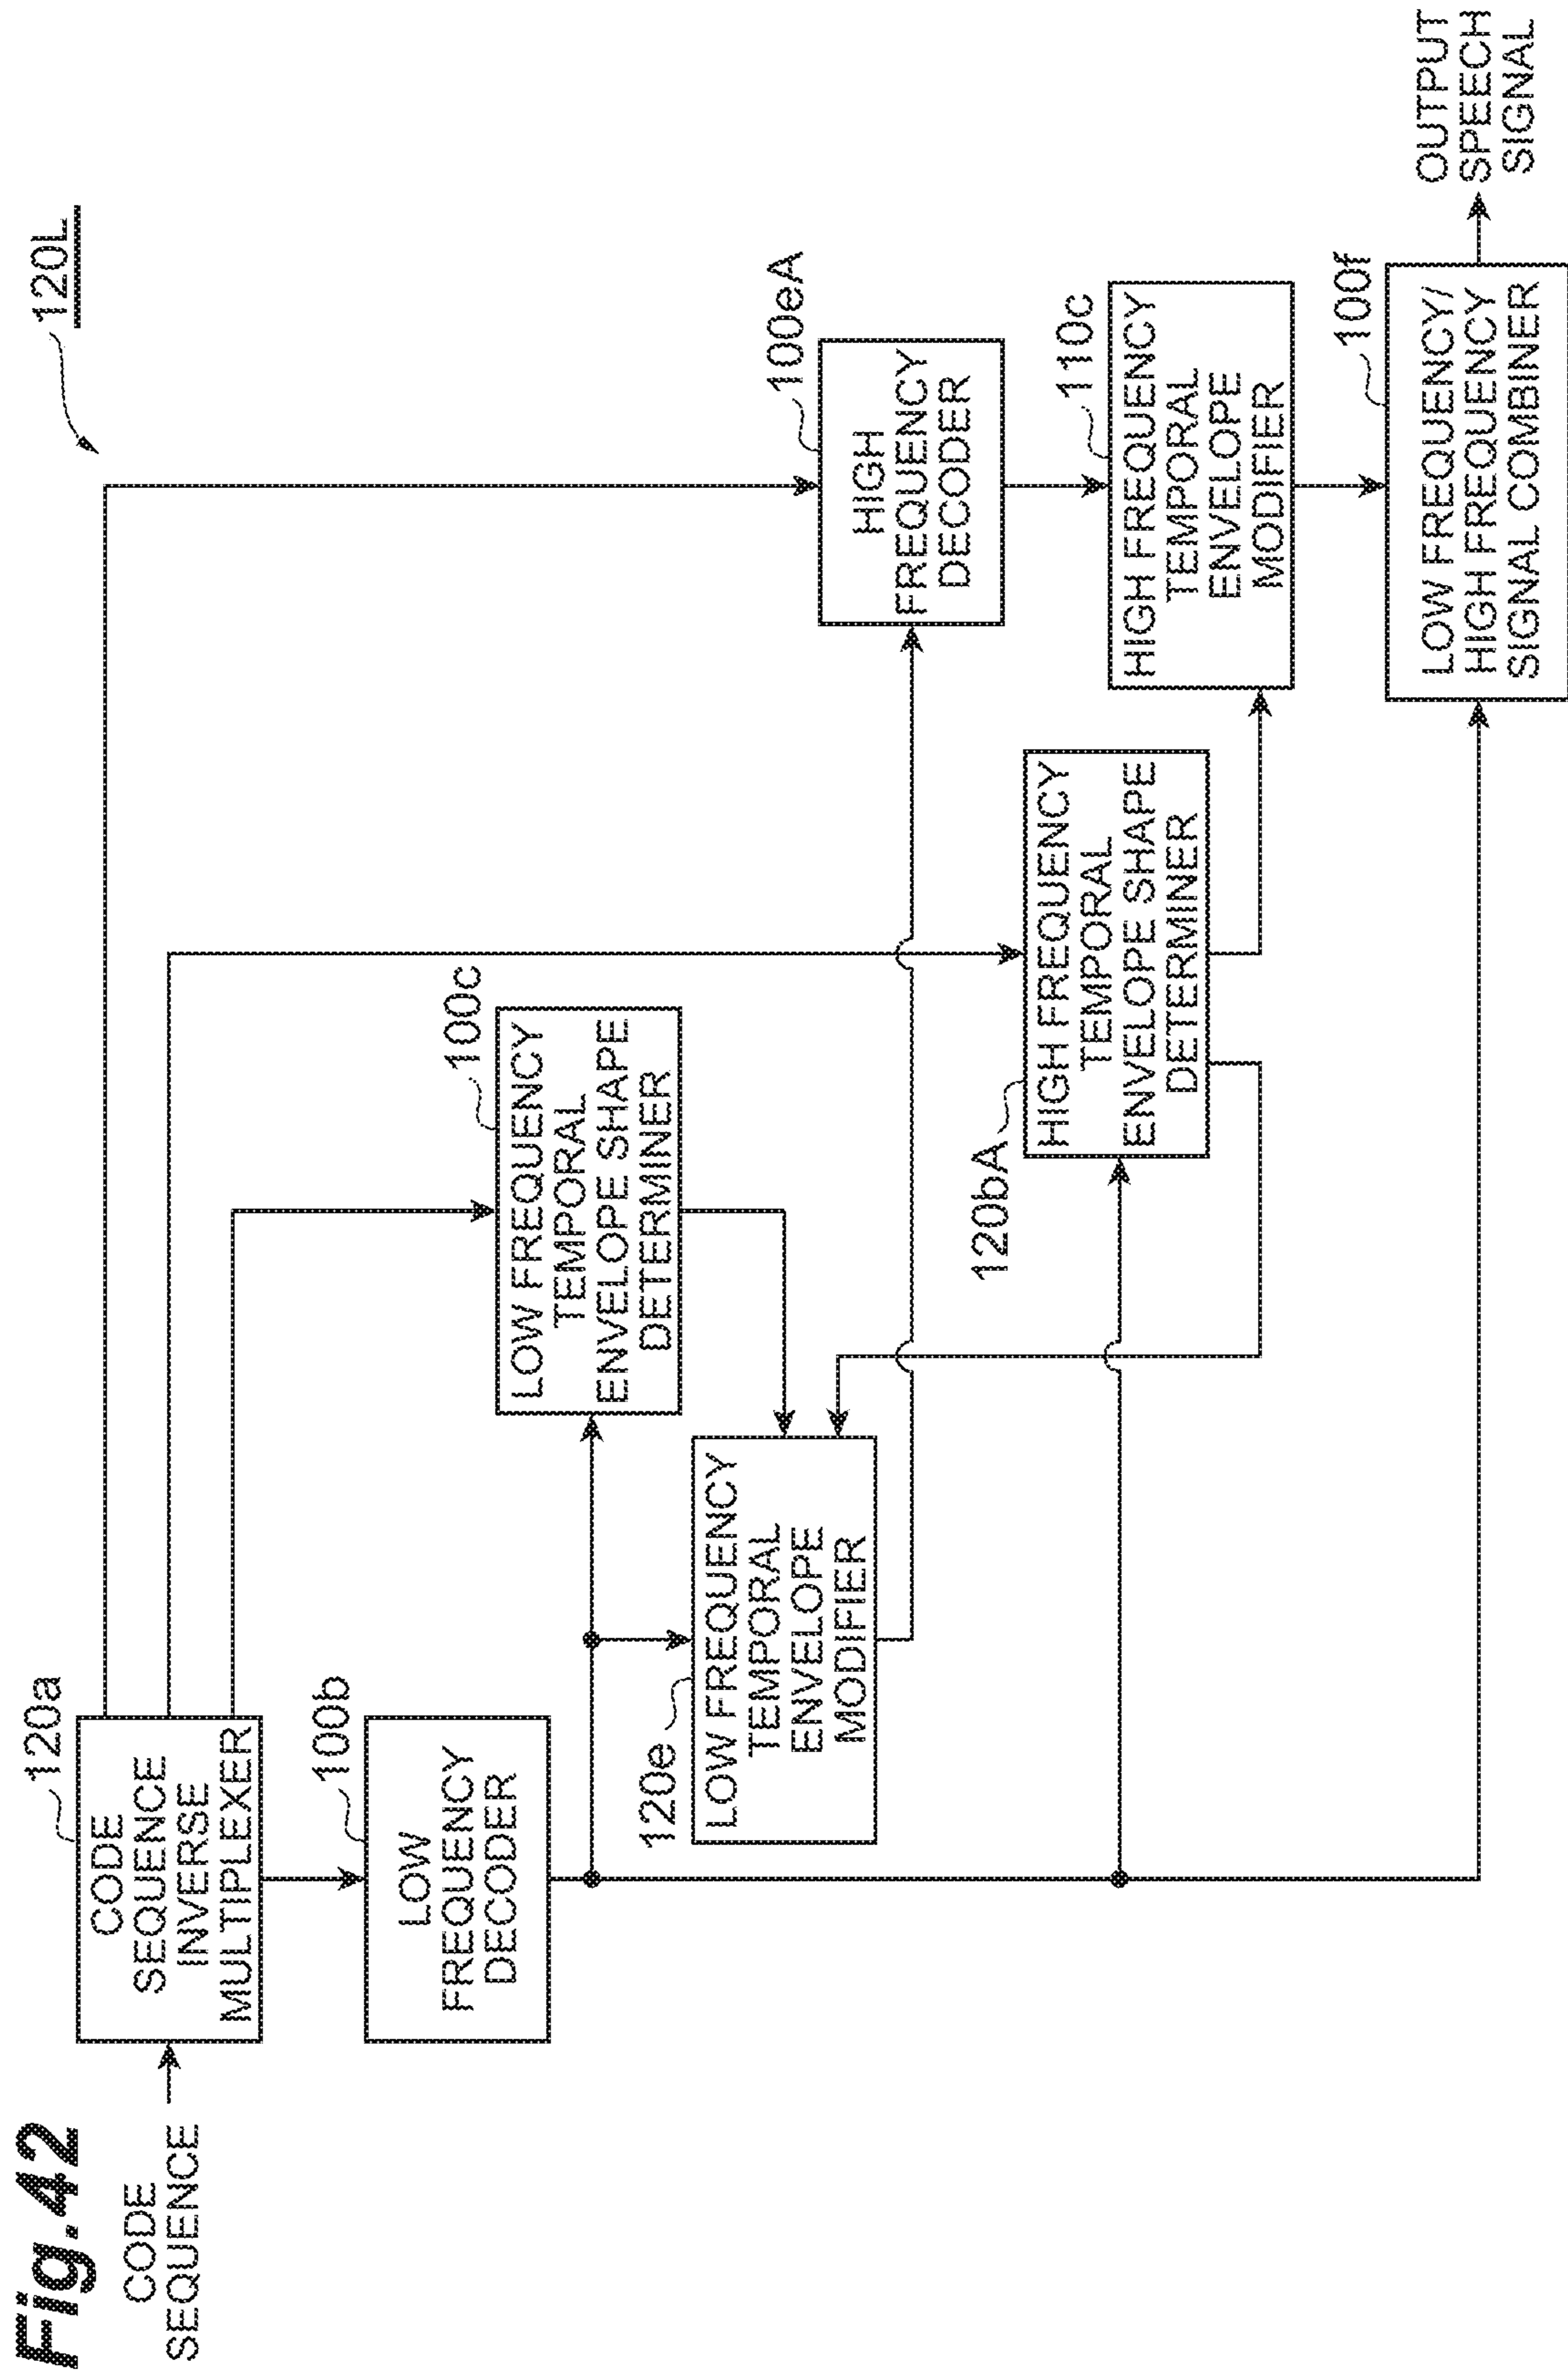 Fig.42
120L
CODE
SEQUENCE
120a
CODE
SEQUENCE
INVERSE
MULTIPLEXER
100b
LOW
FREQUENCY
DECODER
100c
LOW FREQUENCY
TEMPORAL
ENVELOPE SHAPE
DETERMINER
120e
LOW FREQUENCY
TEMPORAL
ENVELOPE
MODIFIER
100eA
HIGH
FREQUENCY
DECODER
120bA
HIGH FREQUENCY
TEMPORAL
ENVELOPE SHAPE
DETERMINER
110c
HIGH FREQUENCY
TEMPORAL
ENVELOPE
MODIFIER
100f
LOW FREQUENCY/
HIGH FREQUENCY
SIGNAL COMBINER
OUTPUT
SPEECH
SIGNAL